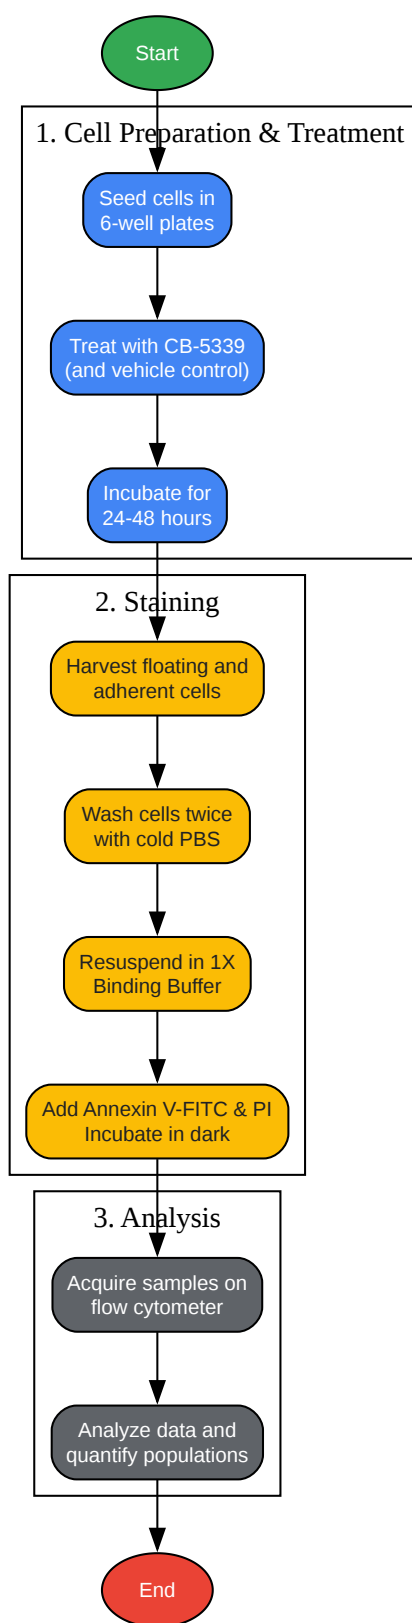 Start
1. Cell Preparation & Treatment
Seed cells in
6-well plates
Treat with CB-5339
(and vehicle control)
Incubate for
24-48 hours
2. Staining
Harvest floating and
adherent cells
Wash cells twice
with cold PBS
Resuspend in 1X
Binding Buffer
Add Annexin V-FITC & PI
Incubate in dark
3. Analysis
Acquire samples on
flow cytometer
Analyze data and
quantify populations
End